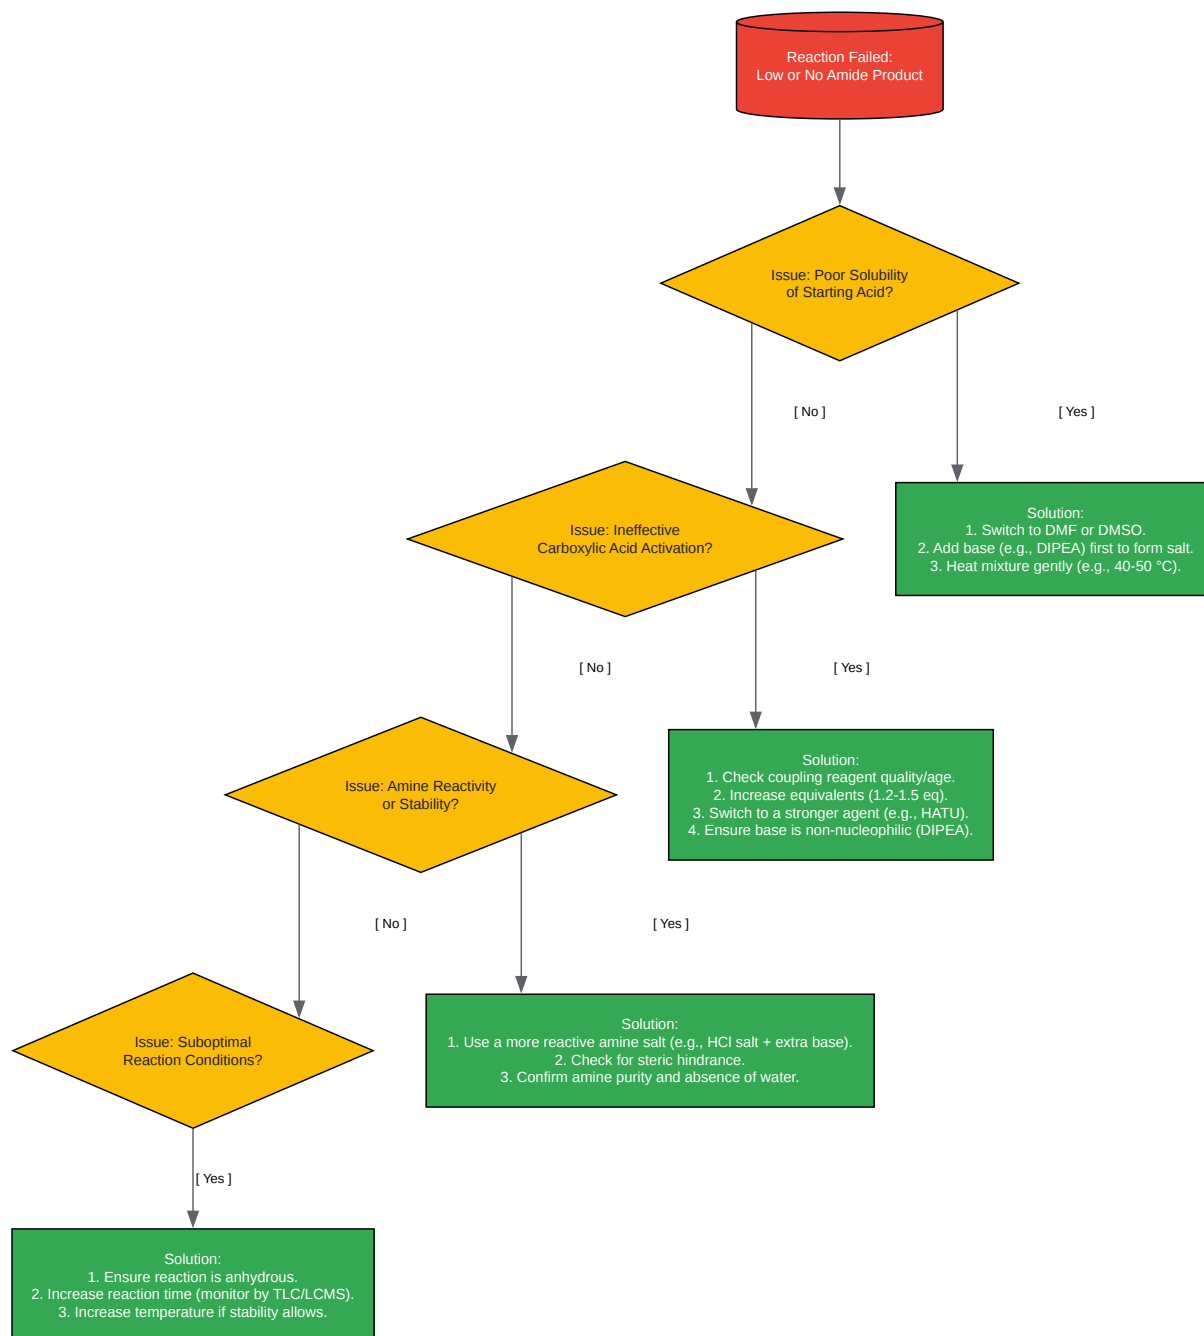 Reaction Failed:
Low or No Amide Product
Issue: Poor Solubility
of Starting Acid?
[ No ]
[ Yes ]
Issue: Ineffective
Carboxylic Acid Activation?
Solution:
1. Switch to DMF or DMSO.
2. Add base (e.g., DIPEA) first to form salt.
3. Heat mixture gently (e.g., 40-50 °C).
[ No ]
[ Yes ]
Issue: Amine Reactivity
or Stability?
Solution:
1. Check coupling reagent quality/age.
2. Increase equivalents (1.2-1.5 eq).
3. Switch to a stronger agent (e.g., HATU).
4. Ensure base is non-nucleophilic (DIPEA).
[ No ]
[ Yes ]
Issue: Suboptimal
Reaction Conditions?
Solution:
1. Use a more reactive amine salt (e.g., HCl salt + extra base).
2. Check for steric hindrance.
3. Confirm amine purity and absence of water.
[ Yes ]
Solution:
1. Ensure reaction is anhydrous.
2. Increase reaction time (monitor by TLC/LCMS).
3. Increase temperature if stability allows.